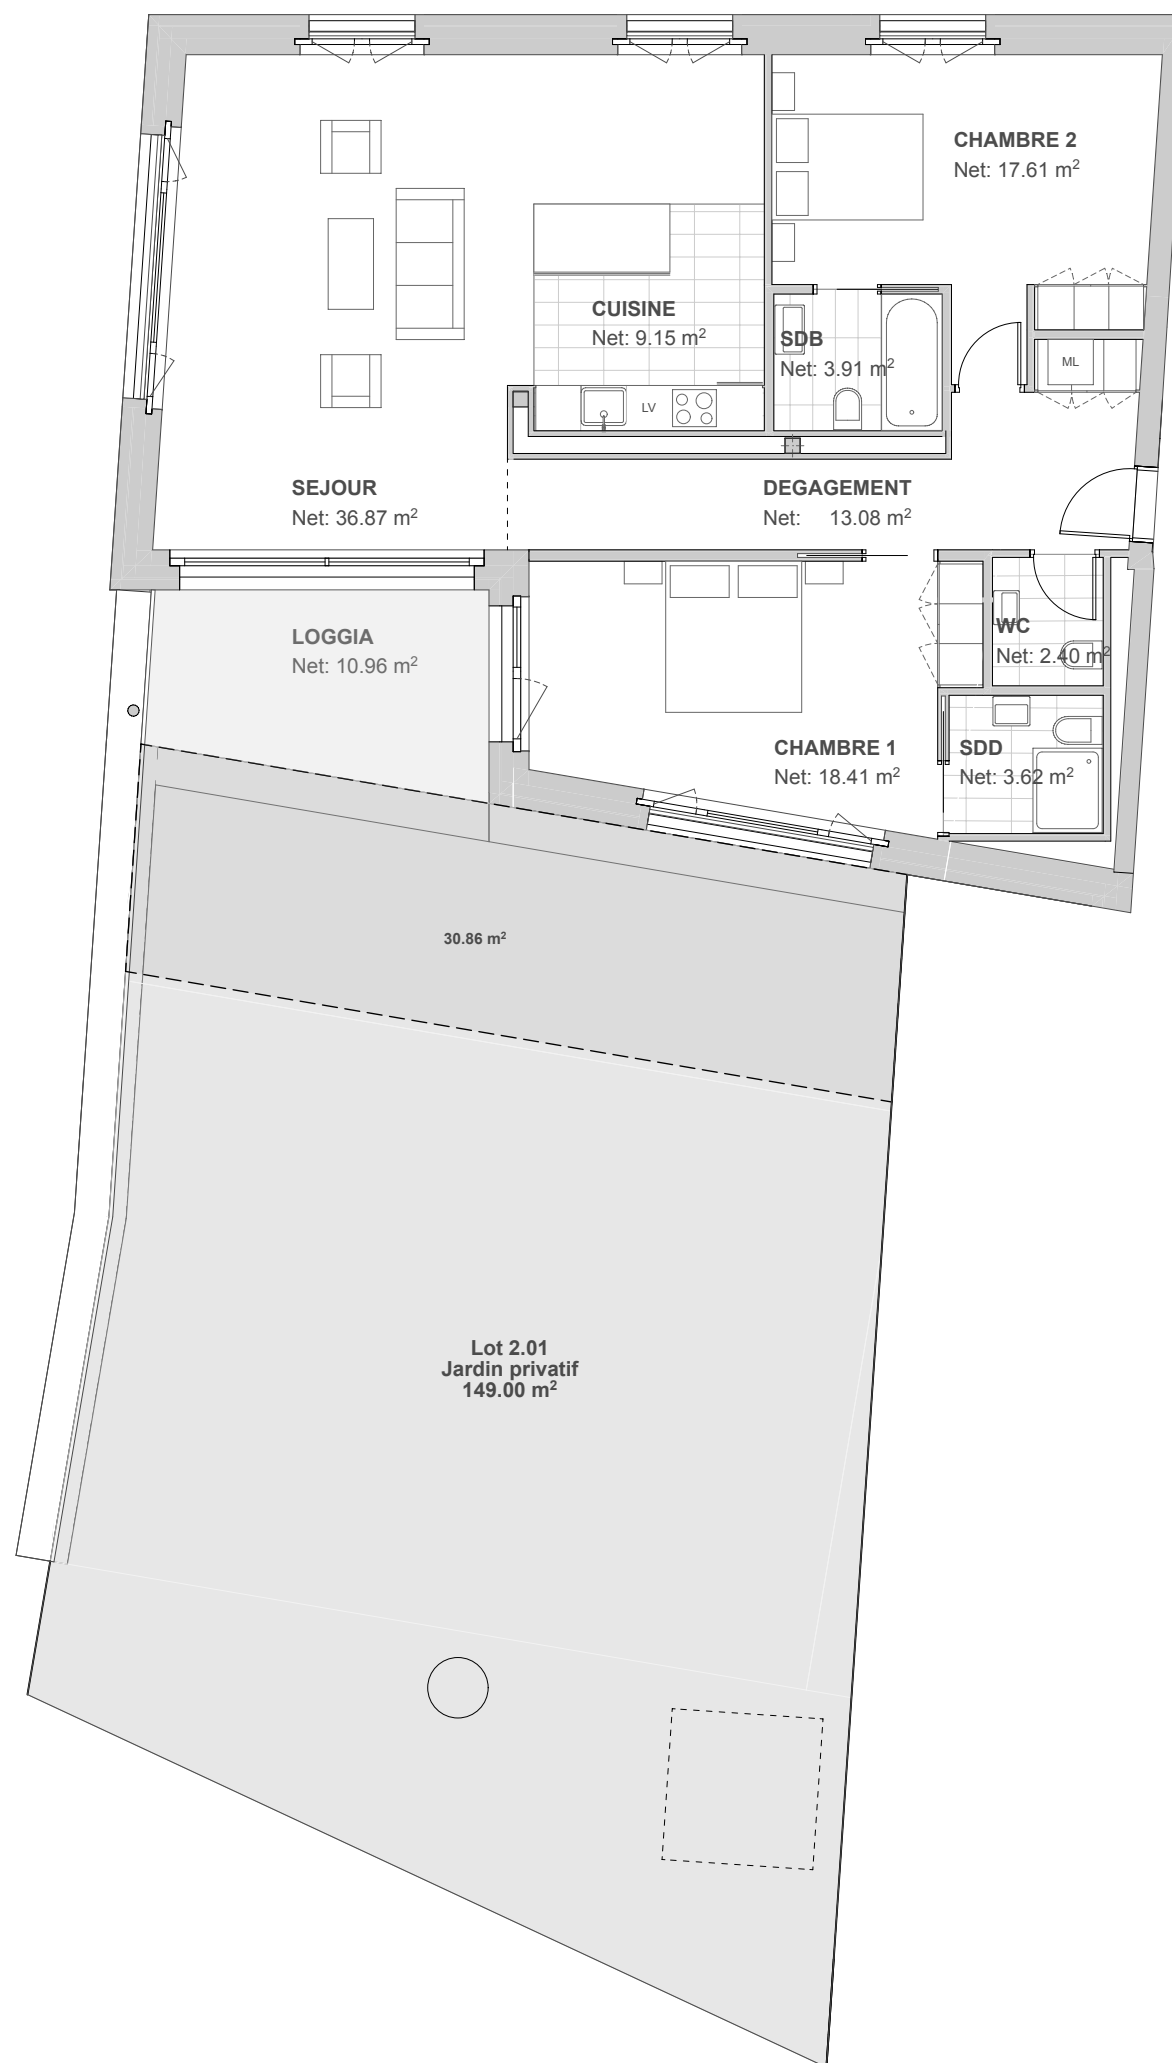 CHAMBRE 2
Net: 17.61 m²
CUISINE
Net: 9.15 m²
SDB
Net: 3.91 m²
ML
LV
SEJOUR
Net: 36.87 m²
DEGAGEMENT
Net: 13.08 m²
LOGGIA
Net: 10.96 m²
WC
Net: 2.40 m²
CHAMBRE 1
Net: 18.41 m²
SDD
Net: 3.62 m²
30.86 m²
Lot 2.01
Jardin privatif
149.00 m²